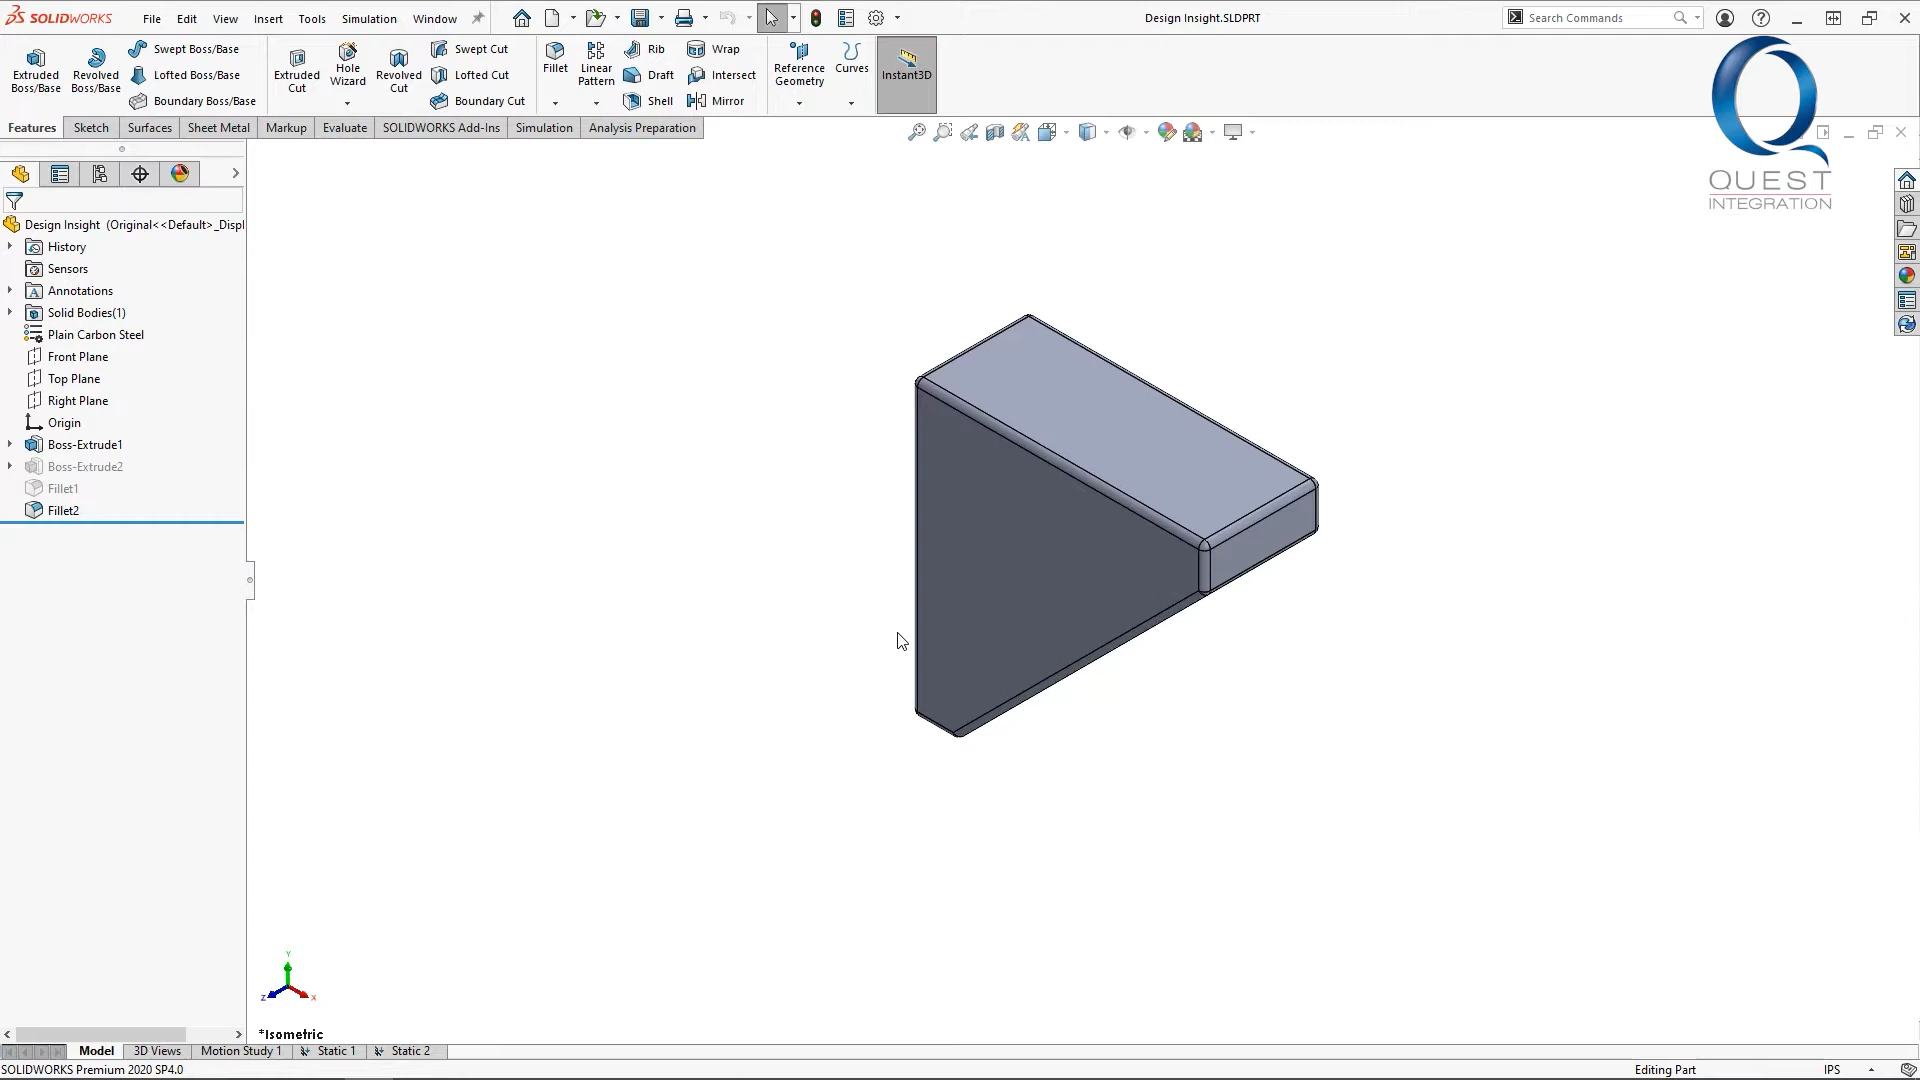 SOLIDWORKS File Edit View Insert Tools Simulation Window
Design Insight.SLDPRT
Search Commands
Extruded Boss/Base
Revolved Boss/Base
Swept Boss/Base
Lofted Boss/Base
Boundary Boss/Base
Extruded Cut
Hole Wizard
Revolved Cut
Swept Cut
Lofted Cut
Boundary Cut
Fillet
Linear Pattern
Rib
Draft
Shell
Wrap
Intersect
Mirror
Reference Geometry
Curves
Instant3D
Features Sketch Surfaces Sheet Metal Markup Evaluate SOLIDWORKS Add-Ins Simulation Analysis Preparation
QUEST
INTEGRATION
Design Insight (Original<<Default>_Displ
History
Sensors
Annotations
Solid Bodies(1)
Plain Carbon Steel
Front Plane
Top Plane
Right Plane
Origin
Boss-Extrude1
Boss-Extrude2
Fillet1
Fillet2
Y
Z
X
*Isometric
Model 3D Views Motion Study 1 Static 1 Static 2
SOLIDWORKS Premium 2020 SP4.0
Editing Part
IPS